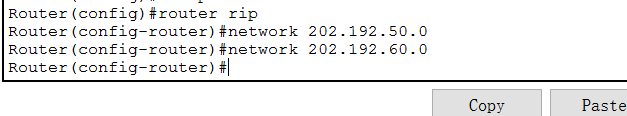 Router(config)#router rip
Router(config-router)#network 202.192.50.0
Router(config-router)#network 202.192.60.0
Router(config-router)#
Copy
Paste